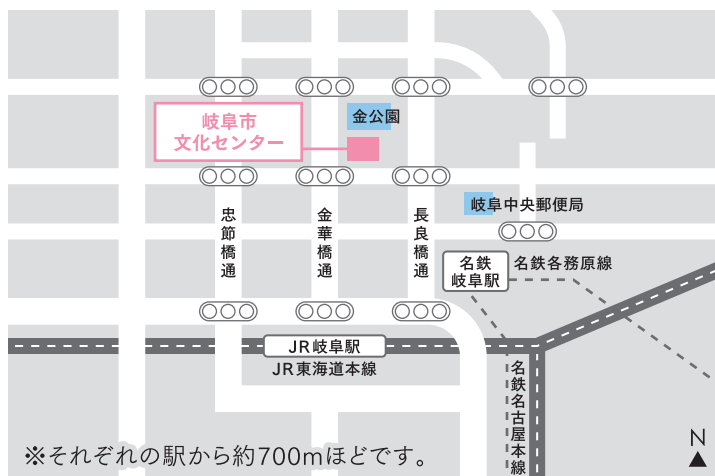 金公園
岐阜市
文化センター
岐阜中央郵便局
忠節橋通
金華橋通
長良橋通
名鉄
岐阜駅
名鉄各務原線
JR岐阜駅
JR東海道本線
名鉄名古屋本線
※それぞれの駅から約700mほどです。
N